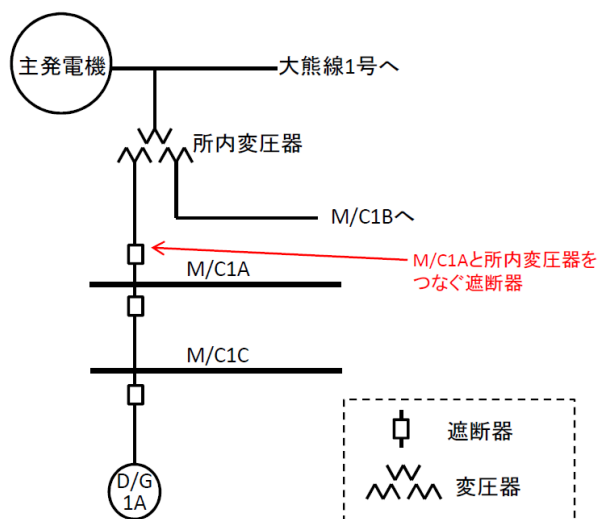 主発電機
大熊線1号へ
所内変圧器
M/C1Bへ
M/C1Aと所内変圧器を
つなぐ遮断器
M/C1A
M/C1C
D/G
1A
遮断器
変圧器